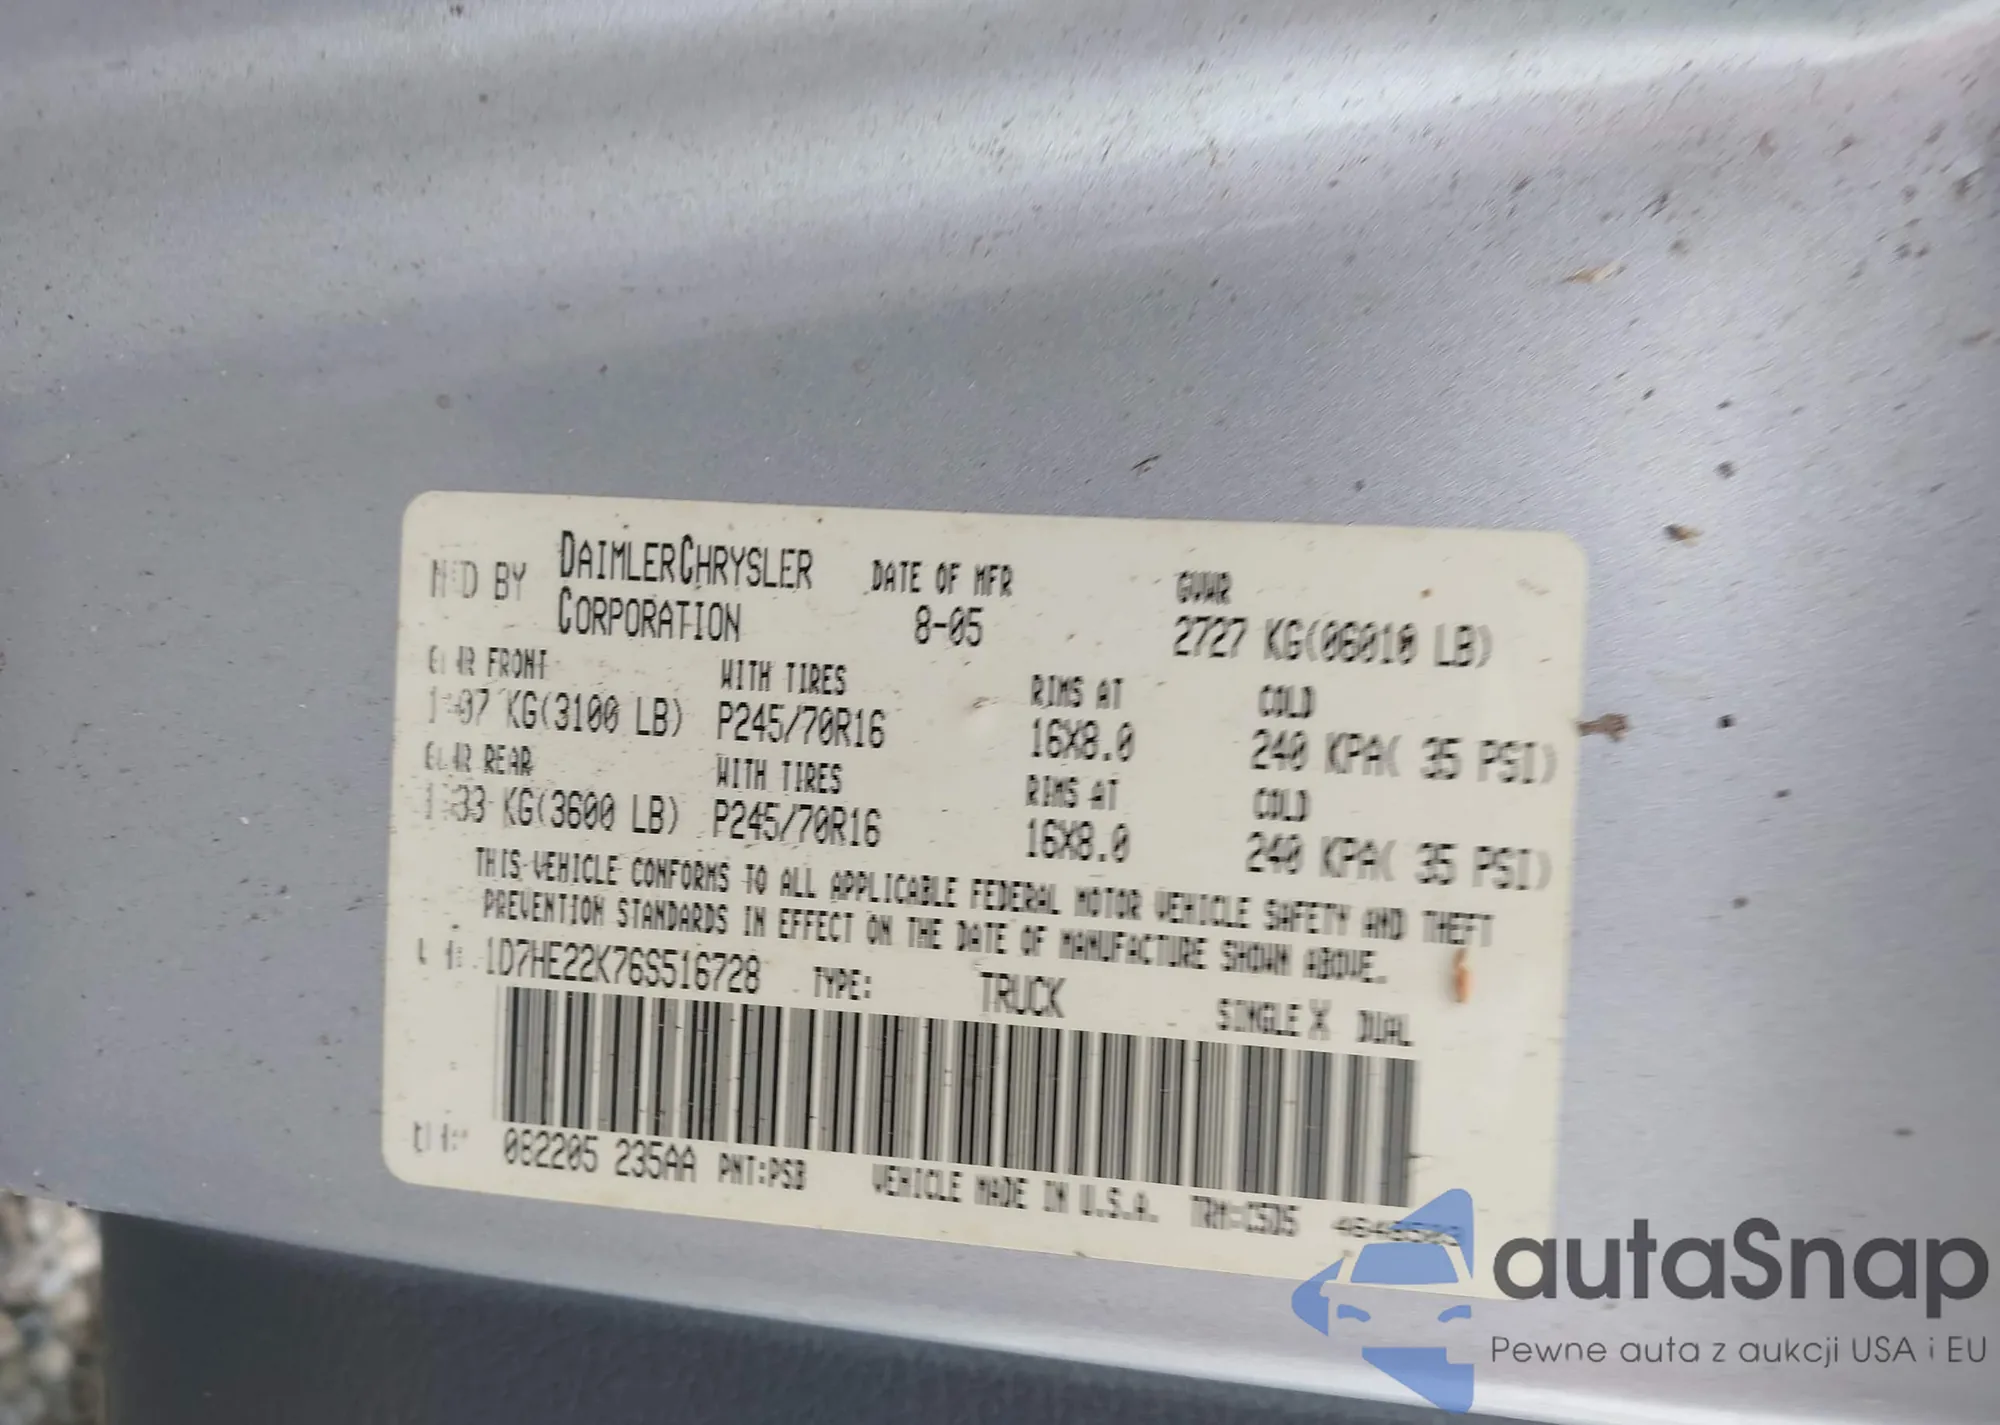 BY DAIMLERCHRYSLER CORPORATION
DATE OF MFR
8-05
GVWR
2727 KG(06010 LB)
FRONT
KG(3100 LB)
WITH TIRES
P245/70R16
RIMS AT
16X8.0
COLD
240 KPA( 35 PSI)
REAR
KG(3600 LB)
WITH TIRES
P245/70R16
RIMS AT
16X8.0
COLD
240 KPA( 35 PSI)
THIS VEHICLE CONFORMS TO ALL APPLICABLE FEDERAL MOTOR VEHICLE SAFETY AND THEFT
PREVENTION STANDARDS IN EFFECT ON THE DATE OF MANUFACTURE SHOWN ABOVE.
1D7HE22K76S516728 TYPE: TRUCK SINGLE X DUAL
082205 235AA PNT:PSB VEHICLE MADE IN U.S.A.
autaSnap
Pewne auta z aukcji USA i EU